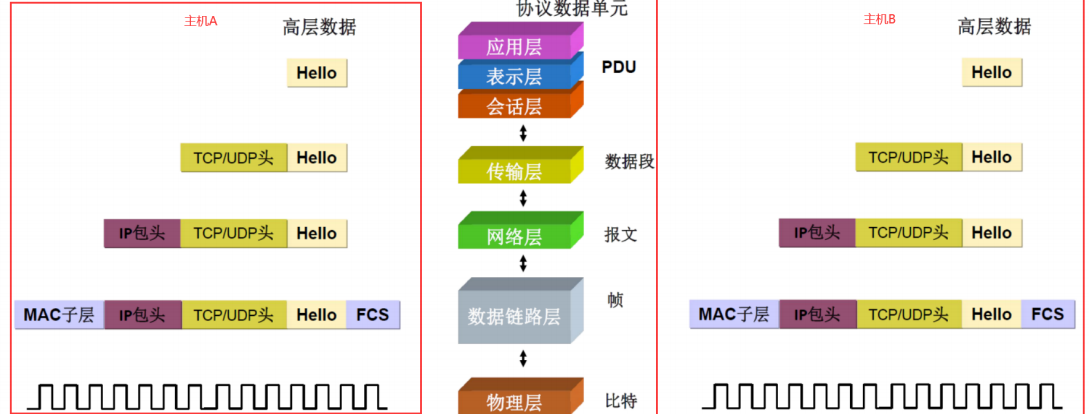 主机A
高层数据
Hello
TCP/UDP头 Hello
IP包头 TCP/UDP头 Hello
MAC子层 IP包头 TCP/UDP头 Hello FCS
协议数据单元
应用层
表示层 PDU
会话层
传输层 数据段
网络层 报文
数据链路层 帧
物理层 比特
主机B
高层数据
Hello
TCP/UDP头 Hello
IP包头 TCP/UDP头 Hello
MAC子层 IP包头 TCP/UDP头 Hello FCS